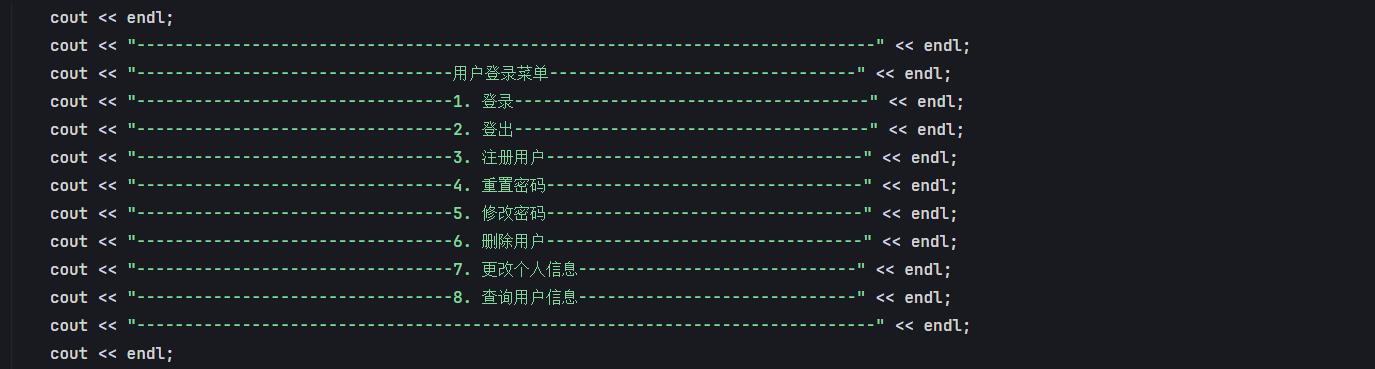 cout << endl;
cout << "-----------------------------------------------------------------------------" << endl;
cout << "---------------------------------用户登录菜单--------------------------------" << endl;
cout << "---------------------------------1. 登录-------------------------------------" << endl;
cout << "---------------------------------2. 登出-------------------------------------" << endl;
cout << "---------------------------------3. 注册用户---------------------------------" << endl;
cout << "---------------------------------4. 重置密码---------------------------------" << endl;
cout << "---------------------------------5. 修改密码---------------------------------" << endl;
cout << "---------------------------------6. 删除用户---------------------------------" << endl;
cout << "---------------------------------7. 更改个人信息-----------------------------" << endl;
cout << "---------------------------------8. 查询用户信息-----------------------------" << endl;
cout << "-----------------------------------------------------------------------------" << endl;
cout << endl;